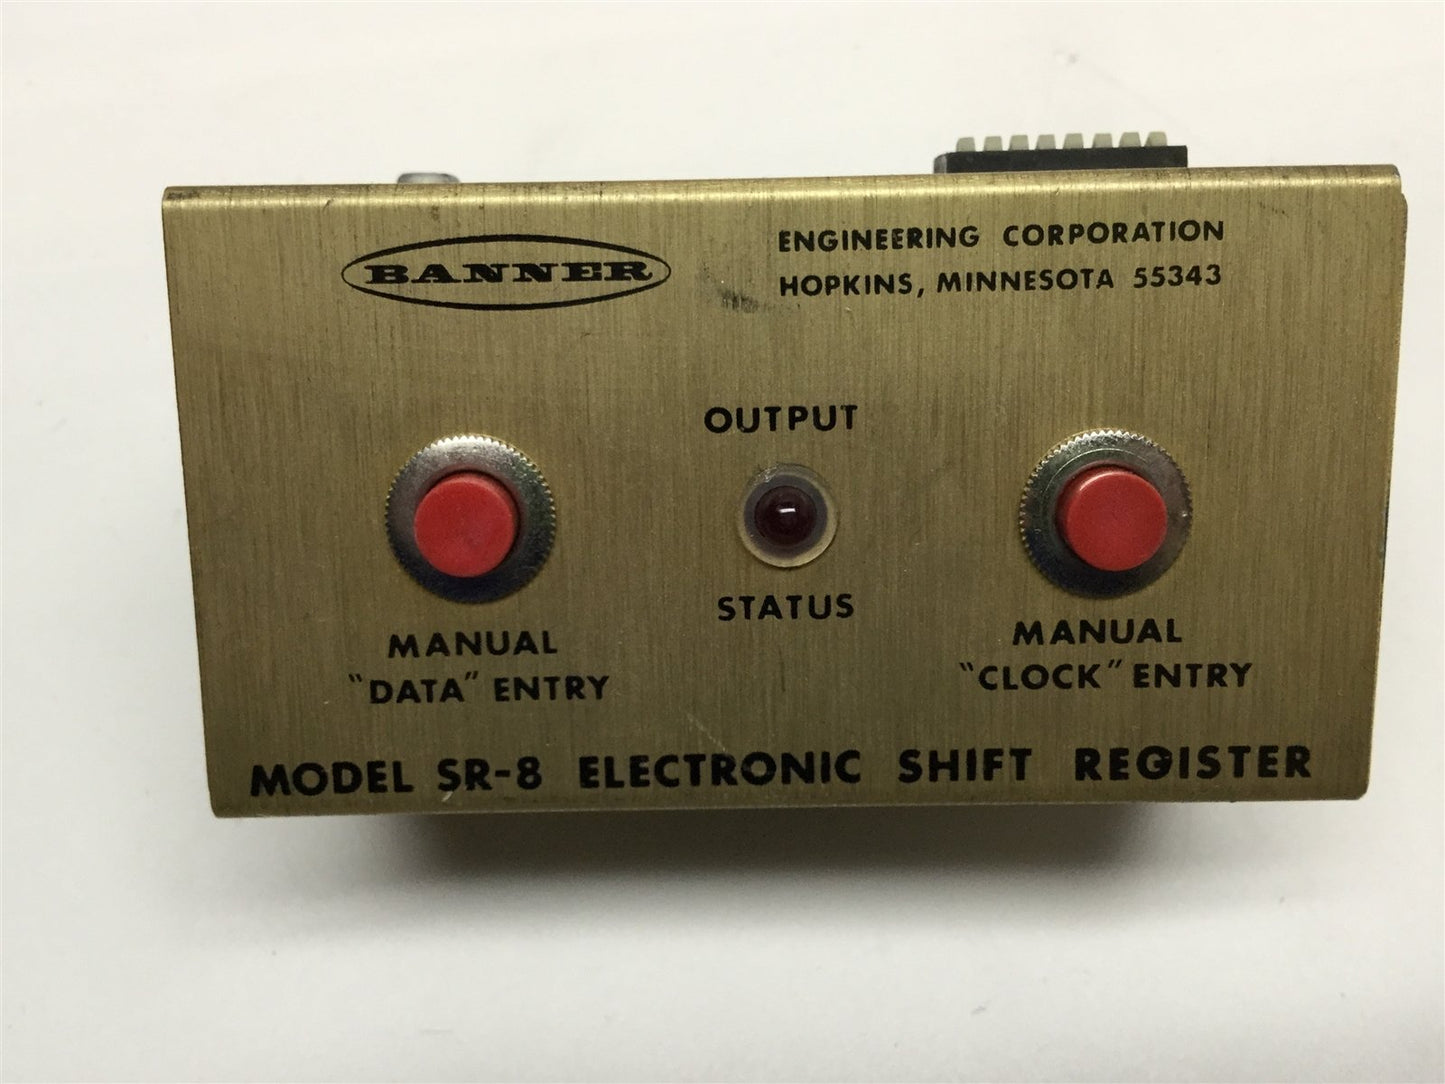 BANNER
ENGINEERING CORPORATION
HOPKINS, MINNESOTA 55343
OUTPUT
STATUS
MANUAL
"DATA" ENTRY
MANUAL
"CLOCK" ENTRY
MODEL SR-8 ELECTRONIC SHIFT REGISTER